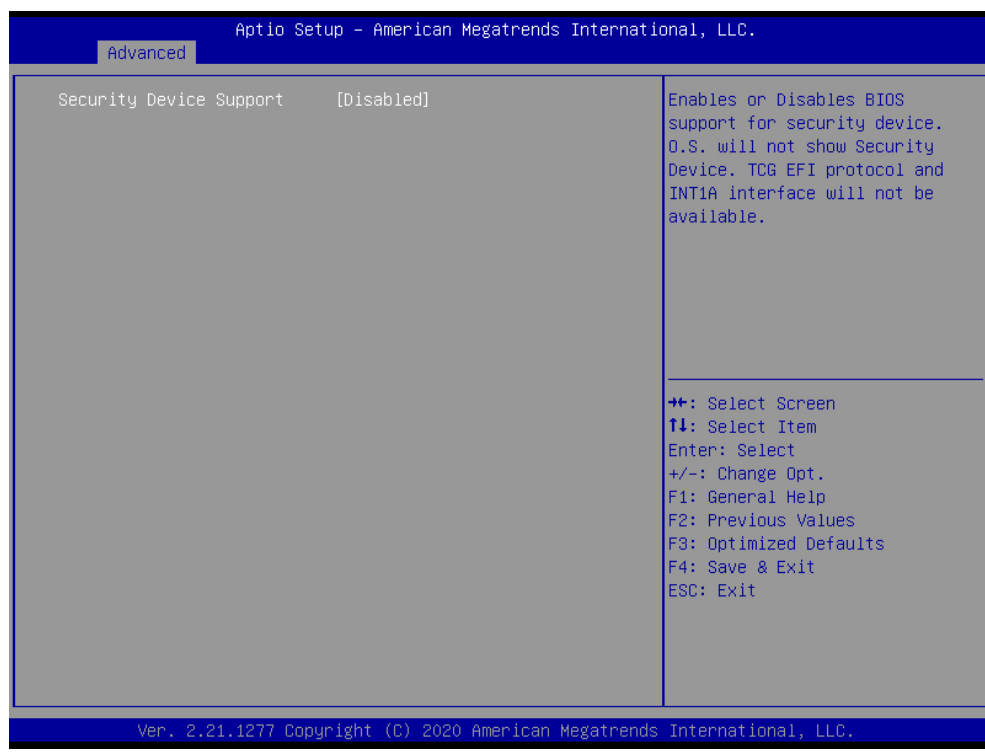 Aptio Setup – American Megatrends International, LLC.
Advanced
Security Device Support [Disabled]
Enables or Disables BIOS
support for security device.
O.S. will not show Security
Device. TCG EFI protocol and
INT1A interface will not be
available.
→←: Select Screen
↑↓: Select Item
Enter: Select
+/-: Change Opt.
F1: General Help
F2: Previous Values
F3: Optimized Defaults
F4: Save & Exit
ESC: Exit
Ver. 2.21.1277 Copyright (C) 2020 American Megatrends International, LLC.